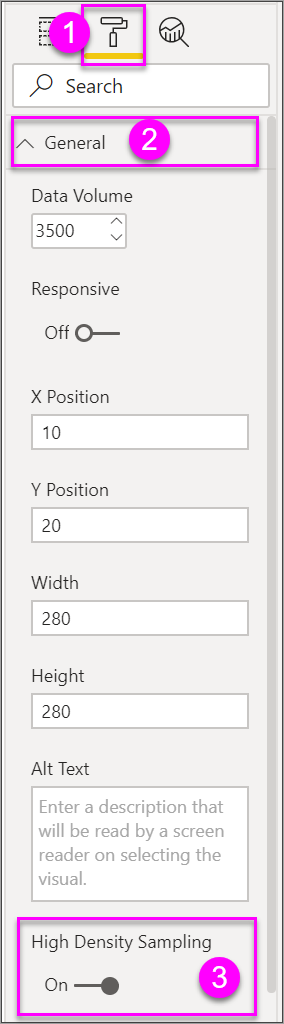 1
Search
General
2
Data Volume
3500
Responsive
Off
X Position
10
Y Position
20
Width
280
Height
280
Alt Text
Enter a description that
will be read by a screen
reader on selecting the
visual.
High Density Sampling
On
3